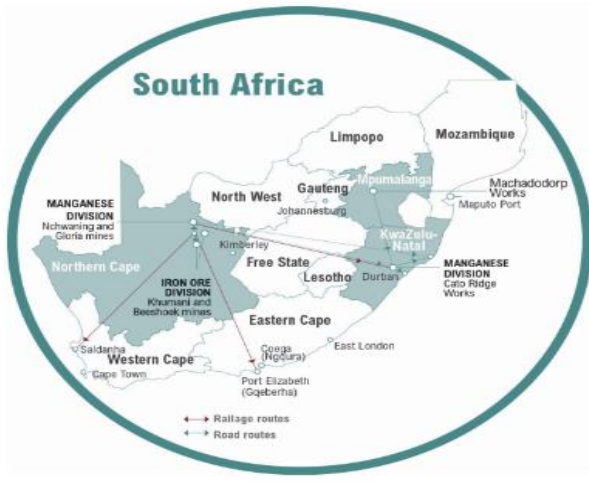 South Africa
Limpopo
Mozambique
Mpumalanga
Machadodorp
Works
Maputo Port
North West
Gauteng
Johannesburg
MANGANESE
DIVISION
Nchwaning and
Gloria mines
KwaZulu-
Natal
Kimberley
Northern Cape
Free State
IRON ORE
DIVISION
Khumani and
Beeshoek mines
Lesotho
Durban
MANGANESE
DIVISION
Cato Ridge
Works
Eastern Cape
East London
Saldanha
Western Cape
Coega
(Ngqura)
Cape Town
Port Elizabeth
(Gqeberha)
Railage routes
Road routes